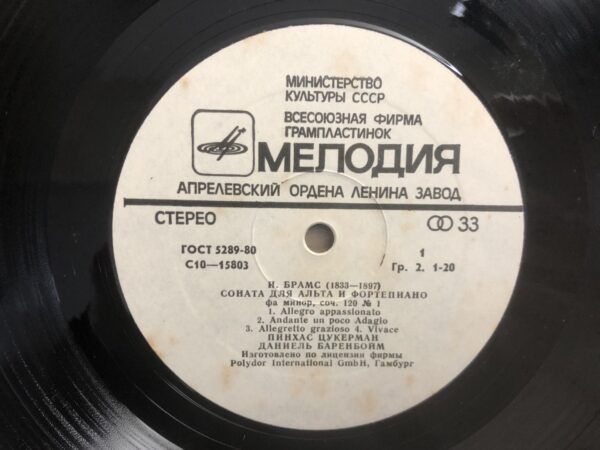 МИНИСТЕРСТВО
КУЛЬТУРЫ СССР
ВСЕСОЮЗНАЯ ФИРМА
ГРАМПЛАСТИНОК
МЕЛОДИЯ
АПРЕЛЕВСКИЙ ОРДЕНА ЛЕНИНА ЗАВОД
СТЕРЕО 33
ГОСТ 5289-80 1
С10—15803 Гр. 2. 1-20
И. БРАМС (1833—1897)
СОНАТА ДЛЯ АЛЬТА И ФОРТЕПИАНО
фа минор, соч. 120 № 1
1. Allegro appassionato
2. Andante un poco Adagio
3. Allegretto grazioso 4. Vivace
ПИНХАС ЦУКЕРМАН
ДАНИЕЛЬ БАРЕНБОЙМ
Изготовлено по лицензии фирмы
Polydor International GmbH, Гамбург